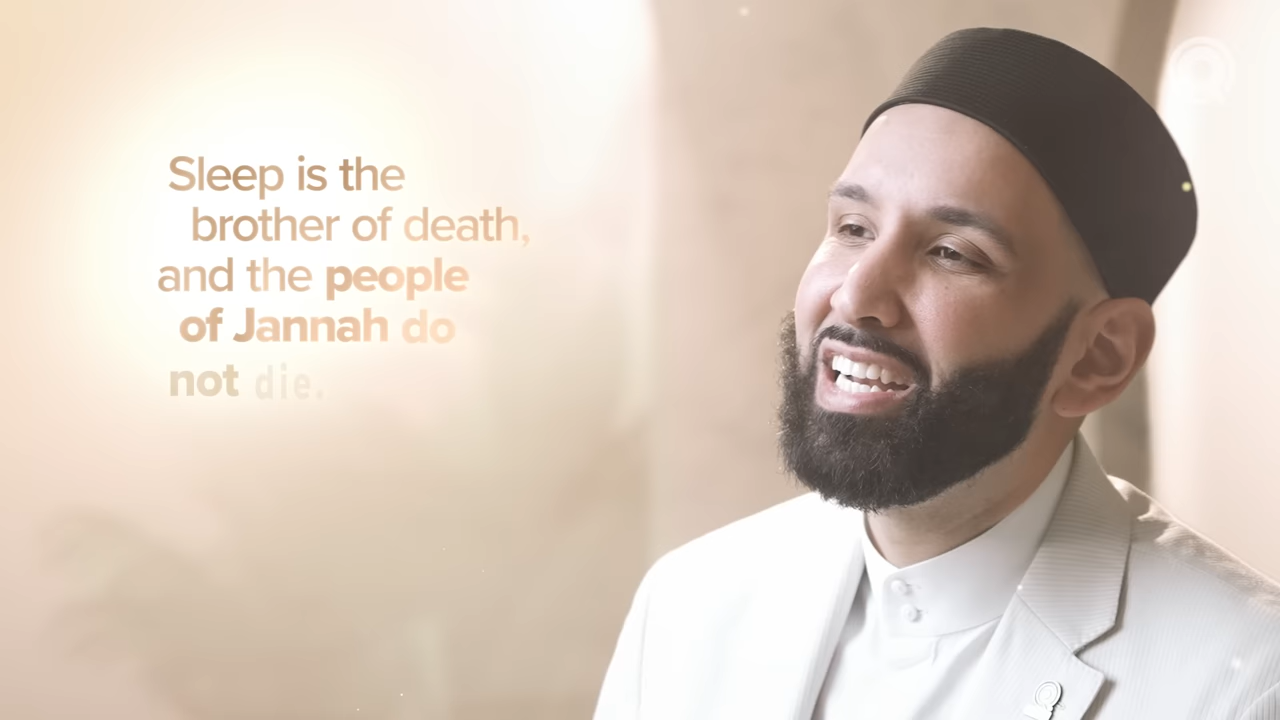 Sleep is the
brother of death,
and the people
of Jannah do
not die.